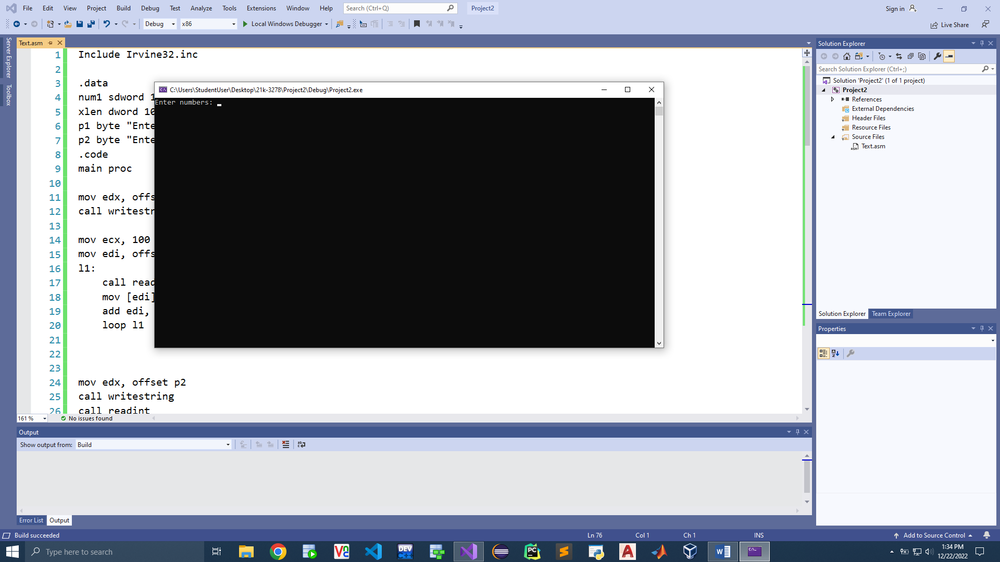 File Edit View Project Build Debug Test Analyze Tools Extensions Window Help Search (Ctrl+Q) Project2 Sign in
Debug x86 Local Windows Debugger Live Share
Server Explorer
Toolbox
Text.asm
1 Include Irvine32.inc
2
3 .data
4 num1 sdword 1
5 xlen dword 10
6 p1 byte "Ente
7 p2 byte "Ente
8 .code
9 main proc
10
11 mov edx, offs
12 call writestr
13
14 mov ecx, 100
15 mov edi, offs
16 l1:
17 call read
18 mov [edi]
19 add edi,
20 loop l1
21
22
23
24 mov edx, offset p2
25 call writestring
26 call readint
C:\Users\StudentUser\Desktop\21k-3278\Project2\Debug\Project2.exe
Enter numbers:
161 % No issues found
Output
Show output from: Build
Error List Output
Solution Explorer
Search Solution Explorer (Ctrl+;)
Solution 'Project2' (1 of 1 project)
Project2
References
External Dependencies
Header Files
Resource Files
Source Files
Text.asm
Solution Explorer Team Explorer
Properties
Build succeeded Ln 76 Col 1 Ch 1 INS Add to Source Control
Type here to search
1:34 PM
12/22/2022